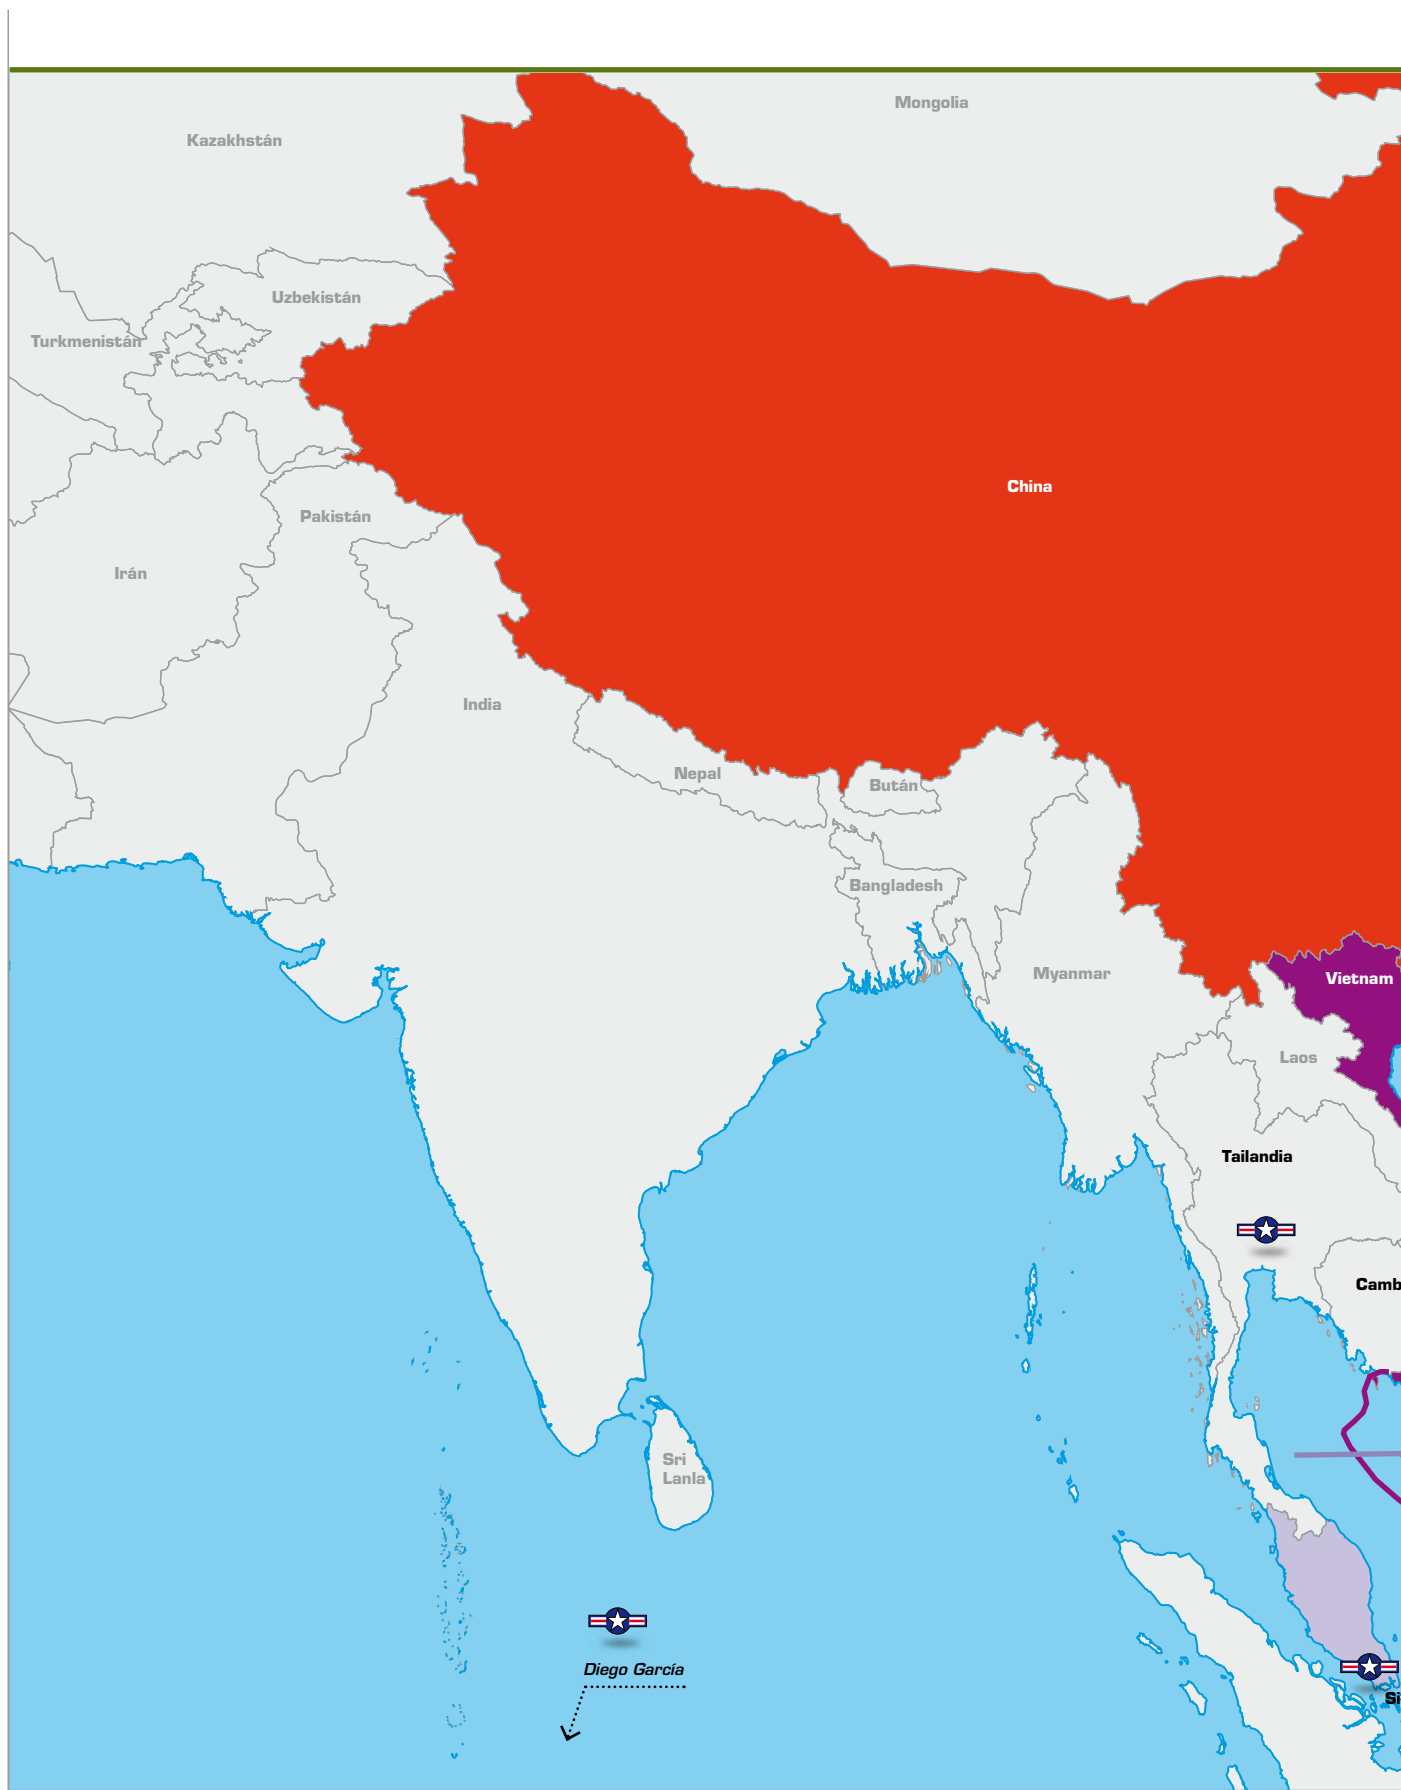 Mongolia
Kazakhstán
Uzbekistán
Turkmenistán
China
Pakistán
Irán
India
Nepal
Bután
Bangladesh
Myanmar
Vietnam
Laos
Tailandia
Camb
Sri
Lanla
Diego García
Si